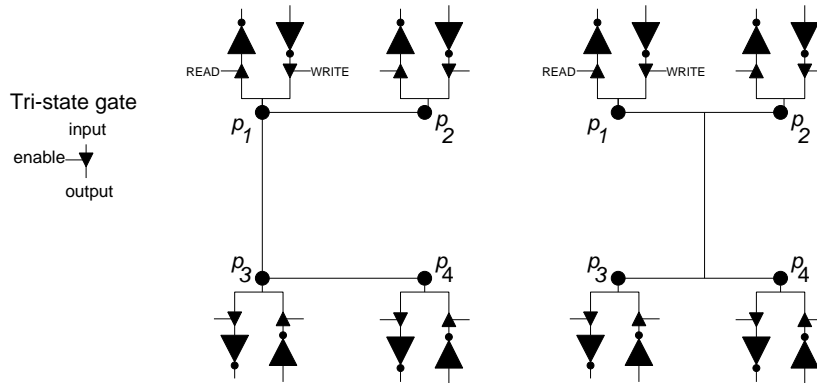 READ WRITE READ WRITE
Tri-state gate
p1 p2 p1 p2
input
enable
output
p3 p4 p3 p4